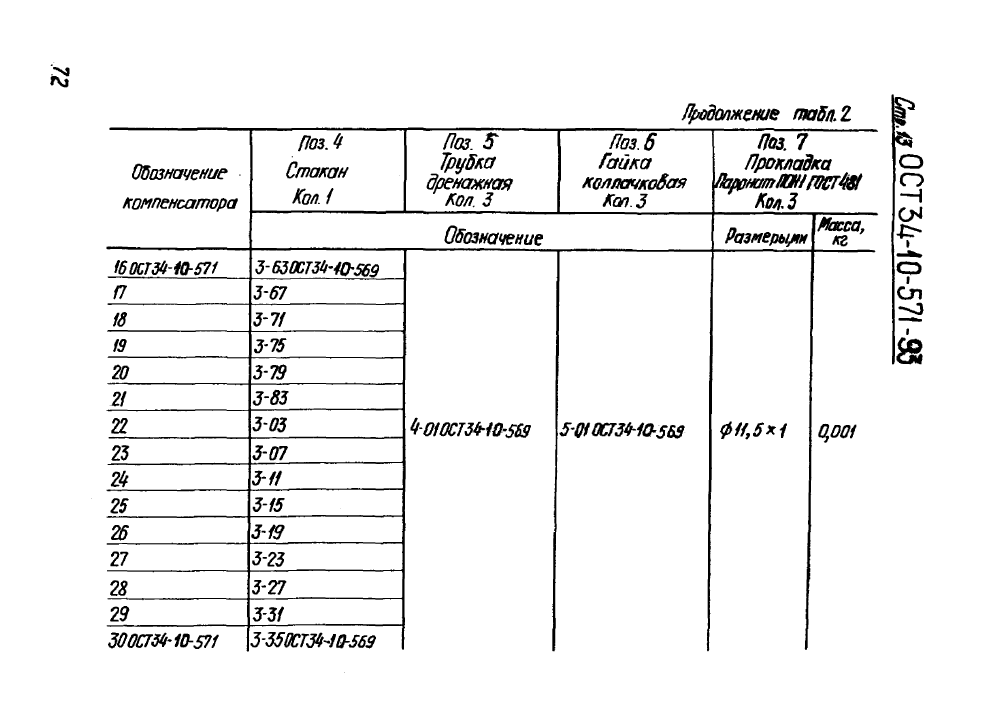 72
Продолжение табл. 2
Стр. 13 ОСТ 34-10-571-93
Обозначение
компенсатора
Поз. 4
Стакан
Кол. 1
Поз. 5
Трубка
дренажная
Кол. 3
Поз. 6
Гайка
колпачковая
Кол. 3
Поз. 7
Прокладка
Паронит ПОН1 ГОСТ 481
Кол. 3
Обозначение
Размеры, мм
Масса,
кг
16 ОСТ 34-10-571 3-63 ОСТ 34-10-569
17 3-67
18 3-71
19 3-75
20 3-79
21 3-83
22 3-03 4-01 ОСТ 34-10-569 5-01 ОСТ 34-10-569 ϕ 11,5 × 1 0,001
23 3-07
24 3-11
25 3-15
26 3-19
27 3-23
28 3-27
29 3-31
30 ОСТ 34-10-571 3-35 ОСТ 34-10-569